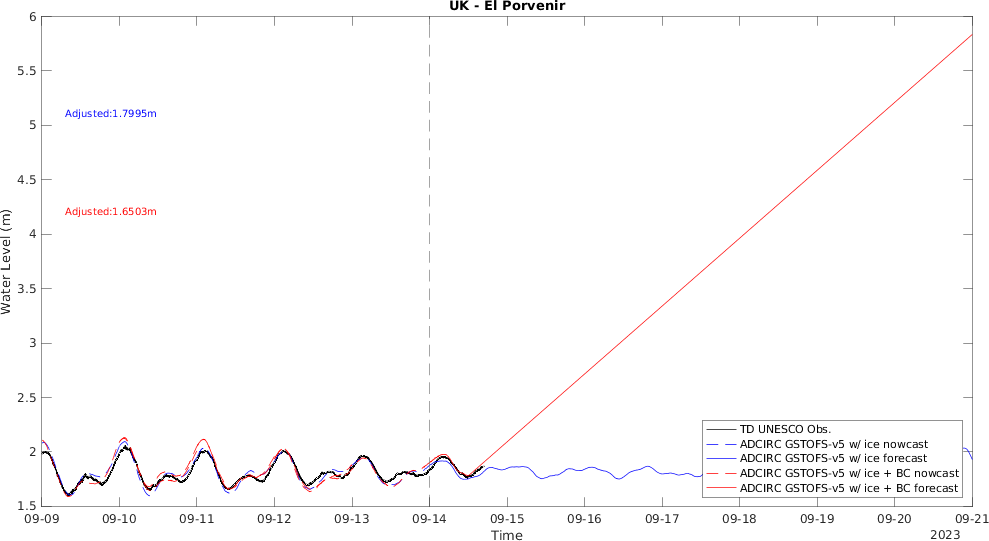 UK - El Porvenir
6
5.5
5
4.5
4
3.5
3
2.5
2
1.5
Water Level (m)
Adjusted:1.7995m
Adjusted:1.6503m
TD UNESCO Obs.
ADCIRC GSTOFS-v5 w/ ice nowcast
ADCIRC GSTOFS-v5 w/ ice forecast
ADCIRC GSTOFS-v5 w/ ice + BC nowcast
ADCIRC GSTOFS-v5 w/ ice + BC forecast
09-09 09-10 09-11 09-12 09-13 09-14 09-15 09-16 09-17 09-18 09-19 09-20 09-21
Time
2023